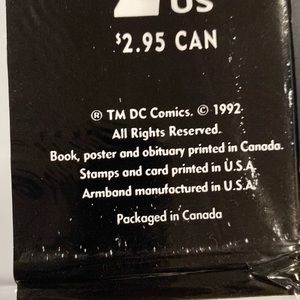 2 US
$2.95 CAN
® TM DC Comics. © 1992.
All Rights Reserved.
Book, poster and obituary printed in Canada.
Stamps and card printed in U.S.A.
Armband manufactured in U.S.A.
Packaged in Canada